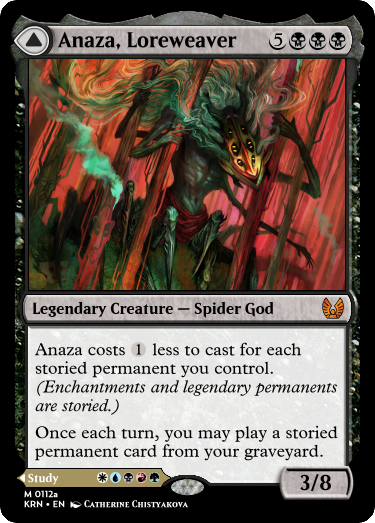 Anaza, Loreweaver 5
Legendary Creature — Spider God
Anaza costs 1 less to cast for each
storied permanent you control.
(Enchantments and legendary permanents
are storied.)
Once each turn, you may play a storied
permanent card from your graveyard.
Study
3/8
M 0112a
KRN • EN Catherine Chistyakova